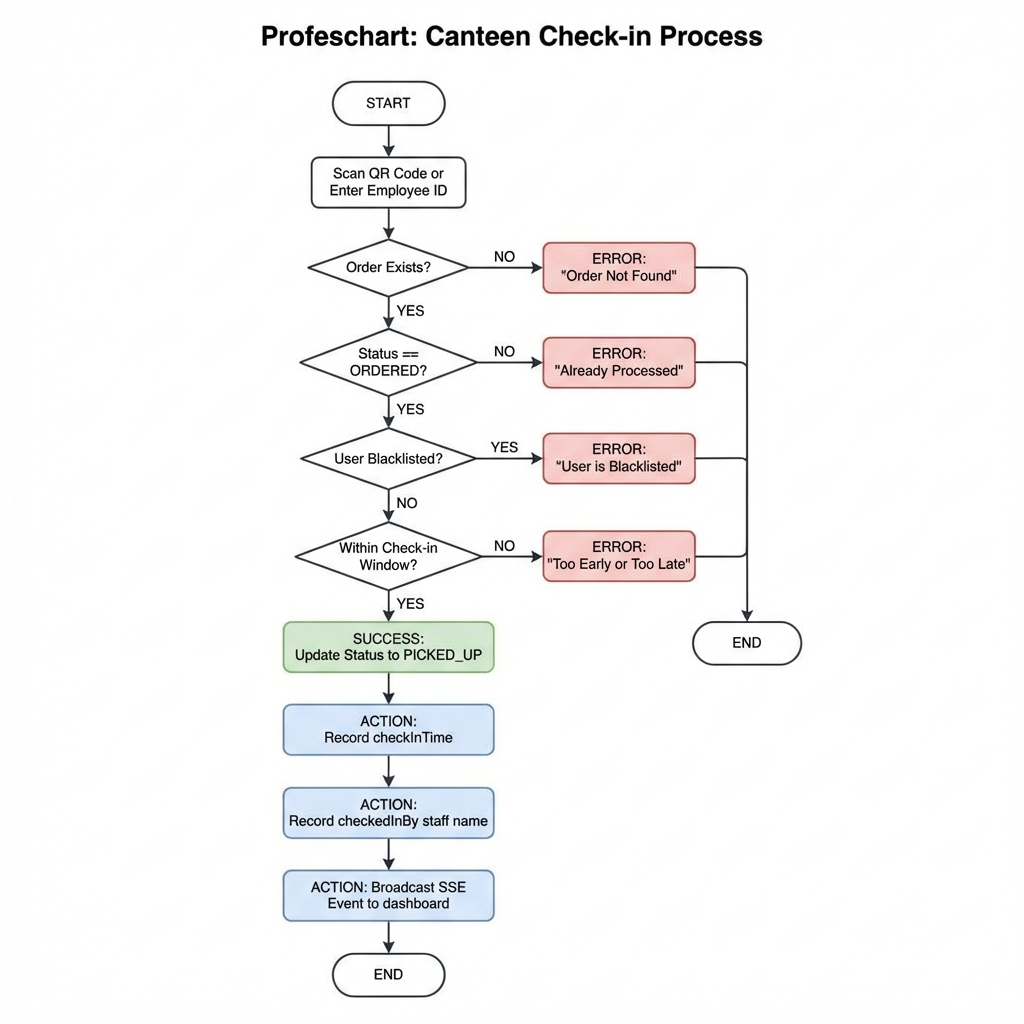 Profeschart: Canteen Check-in Process
START
Scan QR Code or
Enter Employee ID
Order Exists?
NO
ERROR:
"Order Not Found"
YES
Status ==
ORDERED?
NO
ERROR:
"Already Processed"
YES
User Blacklisted?
YES
ERROR:
"User is Blacklisted"
NO
Within Check-in
Window?
NO
ERROR:
"Too Early or Too Late"
YES
SUCCESS:
Update Status to PICKED_UP
END
ACTION:
Record checkInTime
ACTION:
Record checkedInBy staff name
ACTION: Broadcast SSE
Event to dashboard
END